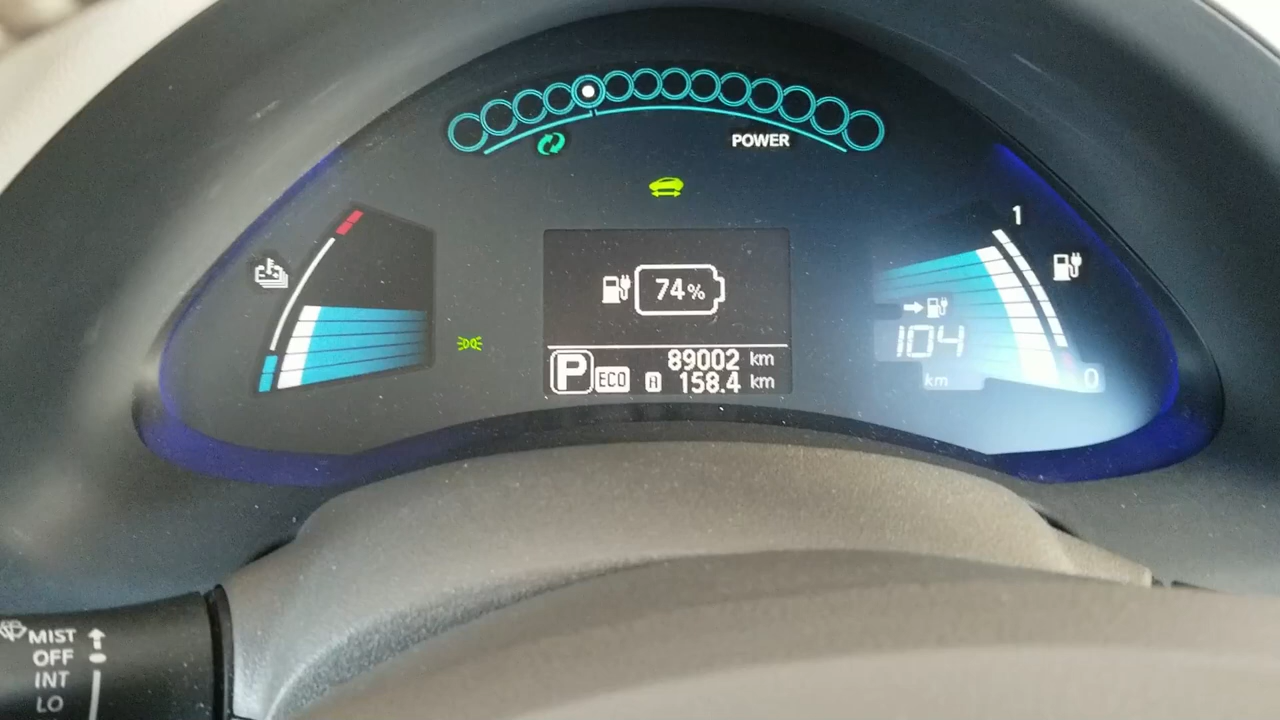 POWER
1
74%
104
km
0
P ECO
89002 km
A 158.4 km
MIST
OFF
INT
LO